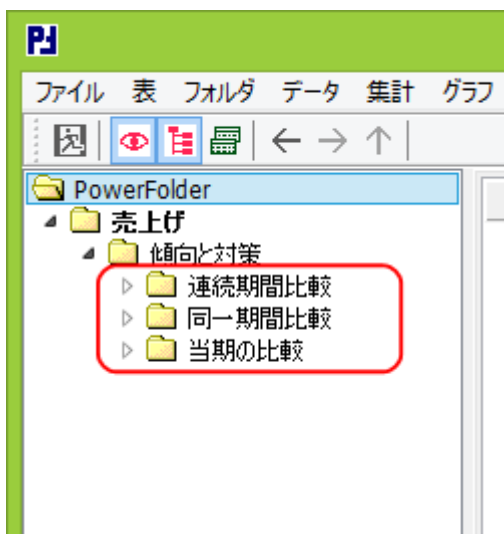 PJ
ファイル 表 フォルダ データ 集計 グラフ
PowerFolder
売上げ
傾向と対策
連続期間比較
同一期間比較
当期の比較